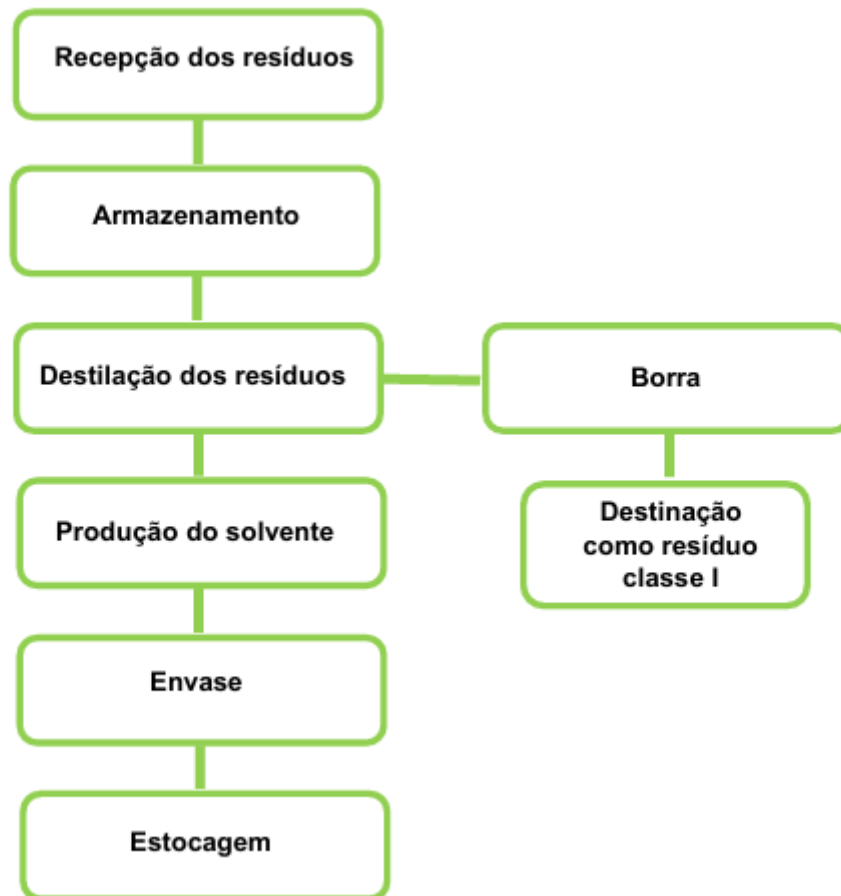 Recepção dos resíduos
Armazenamento
Destilação dos resíduos
Borra
Produção do solvente
Destinação
como resíduo
classe I
Envase
Estocagem